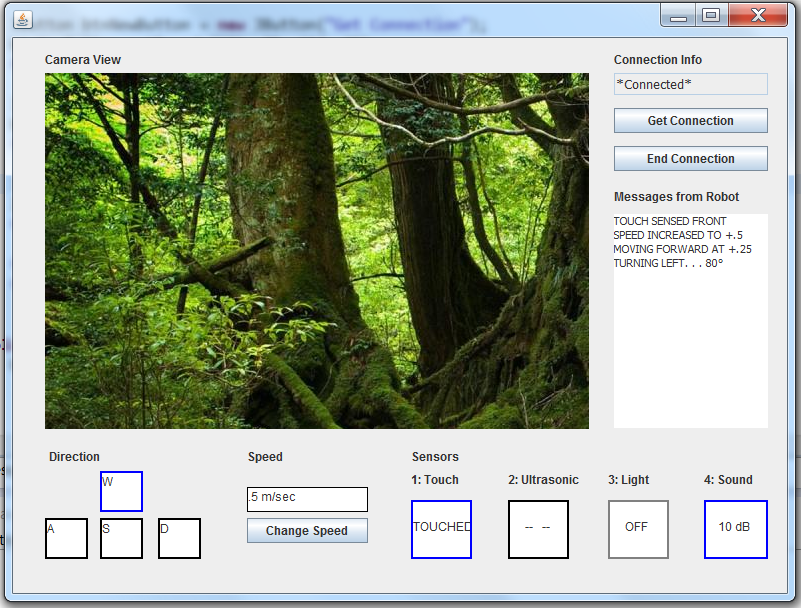 utton btnNewButton = new JButton("Get Connection");
Camera View
Connection Info
*Connected*
Get Connection
End Connection
Messages from Robot
TOUCH SENSED FRONT
SPEED INCREASED TO +.5
MOVING FORWARD AT +.25
TURNING LEFT. . . 80°
Direction
W
A
S
D
Speed
.5 m/sec
Change Speed
Sensors
1: Touch
2: Ultrasonic
3: Light
4: Sound
TOUCHED
-- --
OFF
10 dB